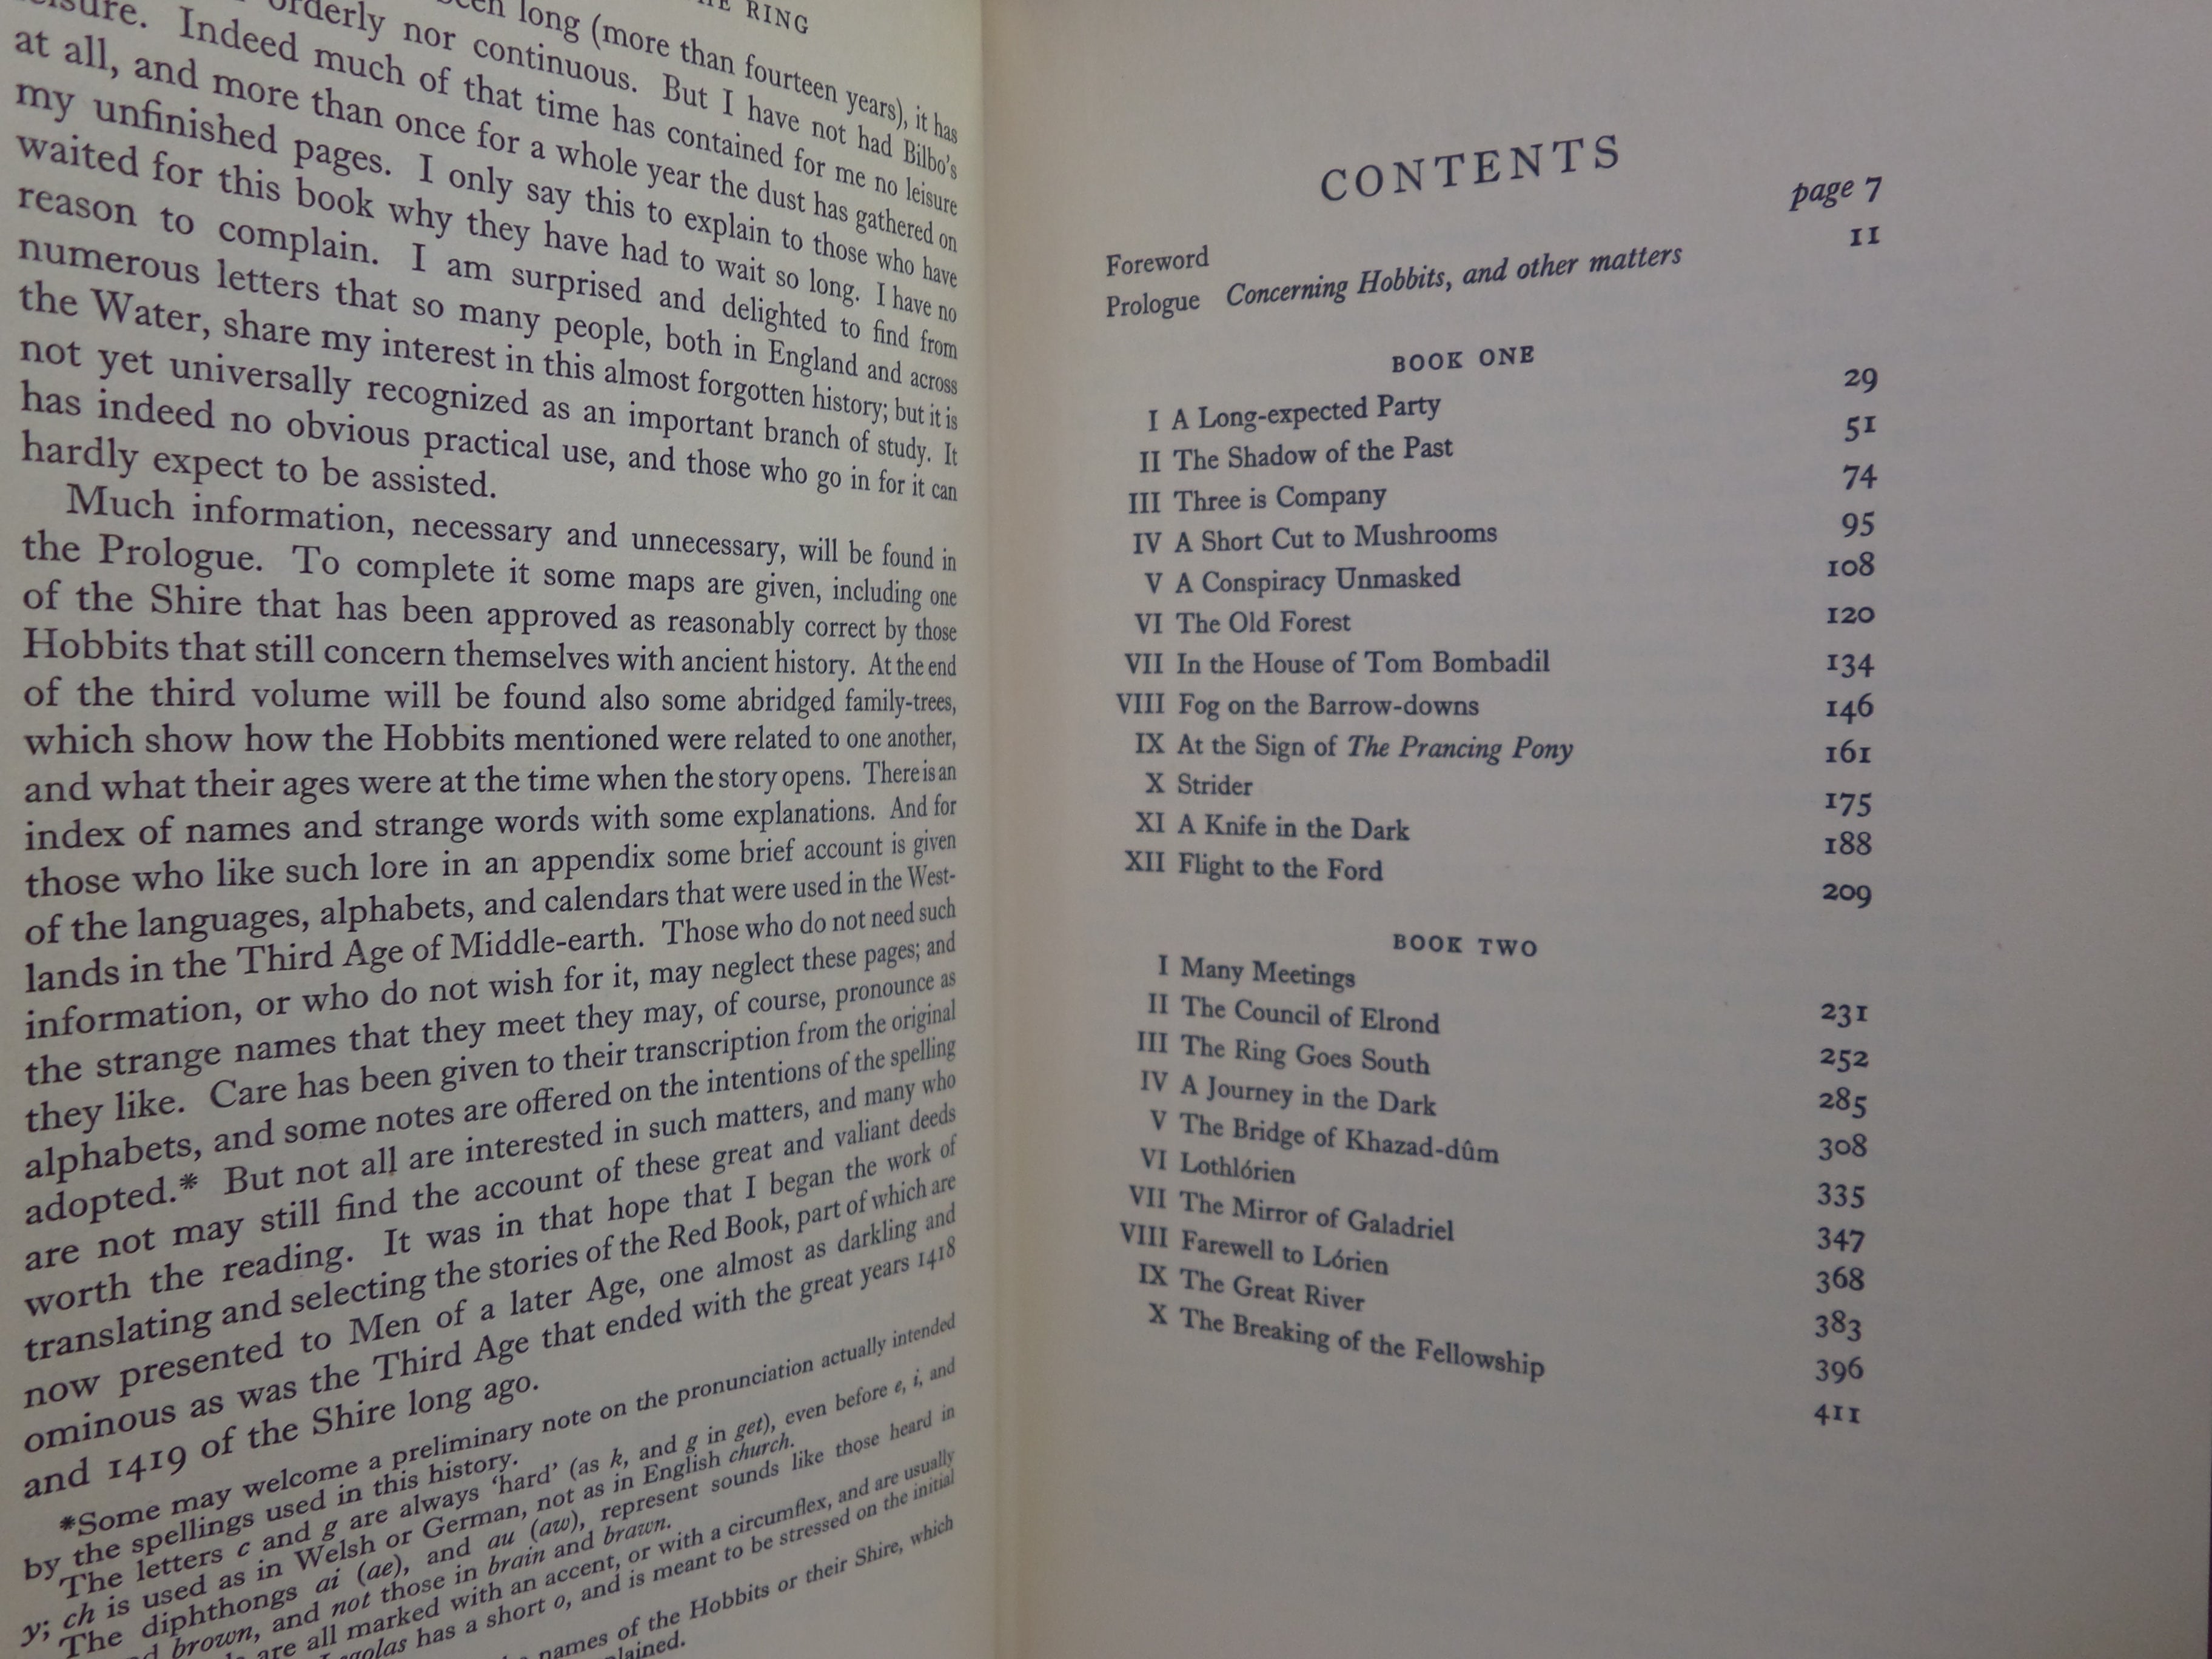 THE RING
been long (more than fourteen years), it has
orderly nor continuous. But I have not had Bilbo's
leisure. Indeed much of that time has contained for me no leisure
at all, and more than once for a whole year the dust has gathered on
my unfinished pages. I only say this to explain to those who have
waited for this book why they have had to wait so long. I have no
reason to complain. I am surprised and delighted to find from
numerous letters that so many people, both in England and across
the Water, share my interest in this almost forgotten history; but it is
not yet universally recognized as an important branch of study. It
has indeed no obvious practical use, and those who go in for it can
hardly expect to be assisted.
Much information, necessary and unnecessary, will be found in
the Prologue. To complete it some maps are given, including one
of the Shire that has been approved as reasonably correct by those
Hobbits that still concern themselves with ancient history. At the end
of the third volume will be found also some abridged family-trees,
which show how the Hobbits mentioned were related to one another,
and what their ages were at the time when the story opens. There is an
index of names and strange words with some explanations. And for
those who like such lore in an appendix some brief account is given
of the languages, alphabets, and calendars that were used in the West-
lands in the Third Age of Middle-earth. Those who do not need such
information, or who do not wish for it, may neglect these pages; and
the strange names that they meet they may, of course, pronounce as
they like. Care has been given to their transcription from the original
alphabets, and some notes are offered on the intentions of the spelling
adopted.* But not all are interested in such matters, and many who
are not may still find the account of these great and valiant deeds
worth the reading. It was in that hope that I began the work of
translating and selecting the stories of the Red Book, part of which are
now presented to Men of a later Age, one almost as darkling and
ominous as was the Third Age that ended with the great years 1418
and 1419 of the Shire long ago.
*Some may welcome a preliminary note on the pronunciation actually intended
by the spellings used in this history.
The letters c and g are always 'hard' (as k, and g in get), even before e, i, and
y; ch is used as in Welsh or German, not as in English church.
The diphthongs ai (ae), and au (aw), represent sounds like those heard in
brown, and not those in brain and brawn.
are all marked with an accent, or with a circumflex, and are usually
has a short o, and is meant to be stressed on the initial
names of the Hobbits or their Shire, which
CONTENTS
Foreword page 7
Prologue Concerning Hobbits, and other matters 11
BOOK ONE
I A Long-expected Party 29
II The Shadow of the Past 51
III Three is Company 74
IV A Short Cut to Mushrooms 95
V A Conspiracy Unmasked 108
VI The Old Forest 120
VII In the House of Tom Bombadil 134
VIII Fog on the Barrow-downs 146
IX At the Sign of The Prancing Pony 161
X Strider 175
XI A Knife in the Dark 188
XII Flight to the Ford 209
BOOK TWO
I Many Meetings 231
II The Council of Elrond 252
III The Ring Goes South 285
IV A Journey in the Dark 308
V The Bridge of Khazad-dûm 335
VI Lothlórien 347
VII The Mirror of Galadriel 368
VIII Farewell to Lórien 383
IX The Great River 396
X The Breaking of the Fellowship 411